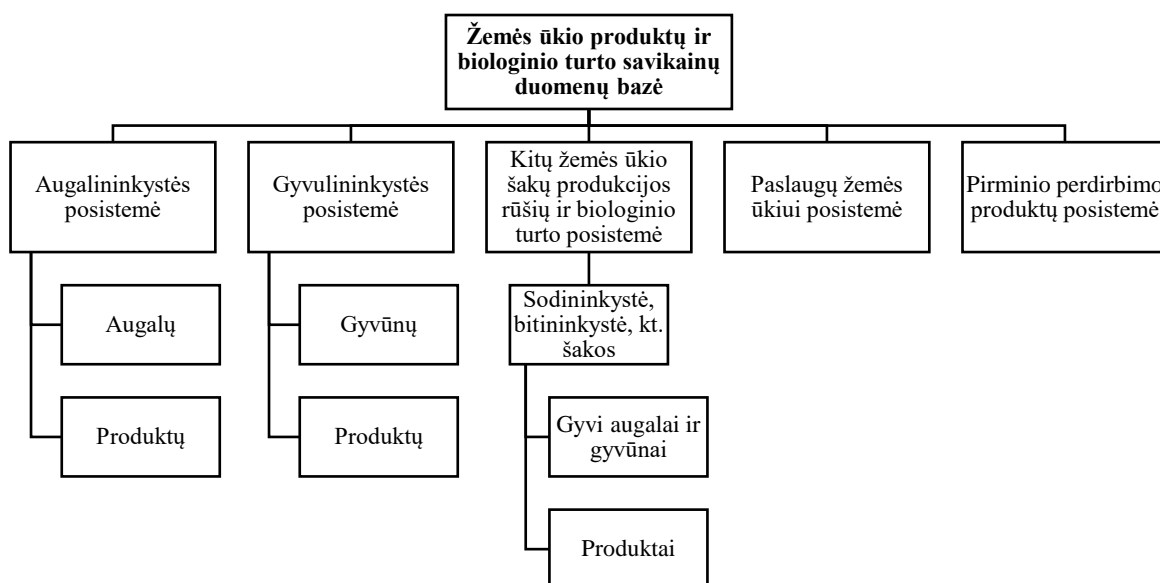 Žemės ūkio produktų ir
biologinio turto savikainų
duomenų bazė
Augalininkystės
posistemė
Gyvulininkystės
posistemė
Kitų žemės ūkio
šakų produkcijos
rūšių ir biologinio
turto posistemė
Paslaugų žemės
ūkiui posistemė
Pirminio perdirbimo
produktų posistemė
Augalų
Produktų
Gyvūnų
Produktų
Sodininkystė,
bitininkystė, kt.
šakos
Gyvi augalai ir
gyvūnai
Produktai